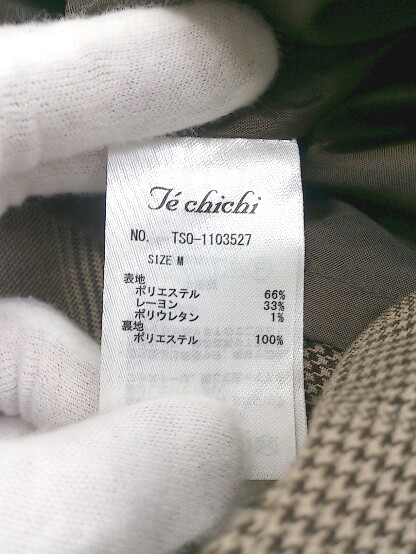 Té chichi
NO. TSO-1103527
SIZE M
表地
ポリエステル 66%
レーヨン 33%
ポリウレタン 1%
裏地
ポリエステル 100%